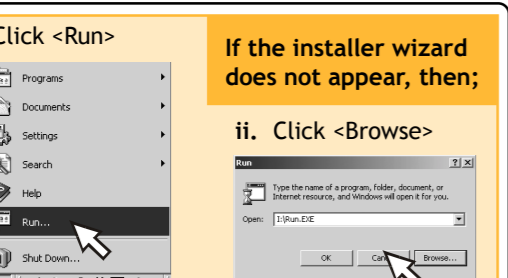 Click <Run>
Programs
Documents
Settings
Search
Help
Run...
Shut Down...
If the installer wizard
does not appear, then;
ii. Click <Browse>
Run
Type the name of a program, folder, document, or
Internet resource, and Windows will open it for you.
Open: I:\Run.EXE
OK
Browse...